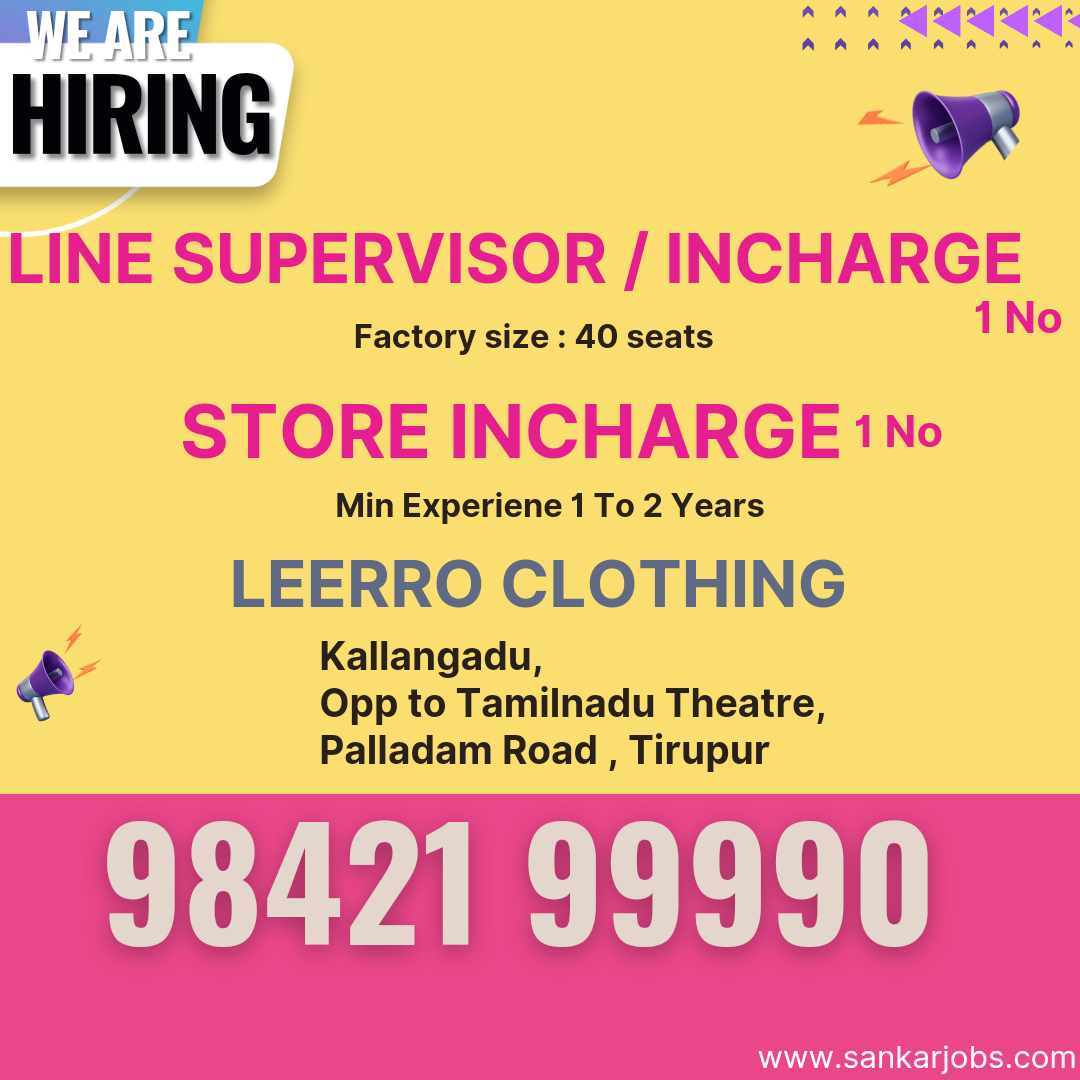 WE ARE
HIRING
LINE SUPERVISOR / INCHARGE
1 No
Factory size : 40 seats
STORE INCHARGE 1 No
Min Experiene 1 To 2 Years
LEERRO CLOTHING
Kallangadu,
Opp to Tamilnadu Theatre,
Palladam Road , Tirupur
98421 99990
www.sankarjobs.com